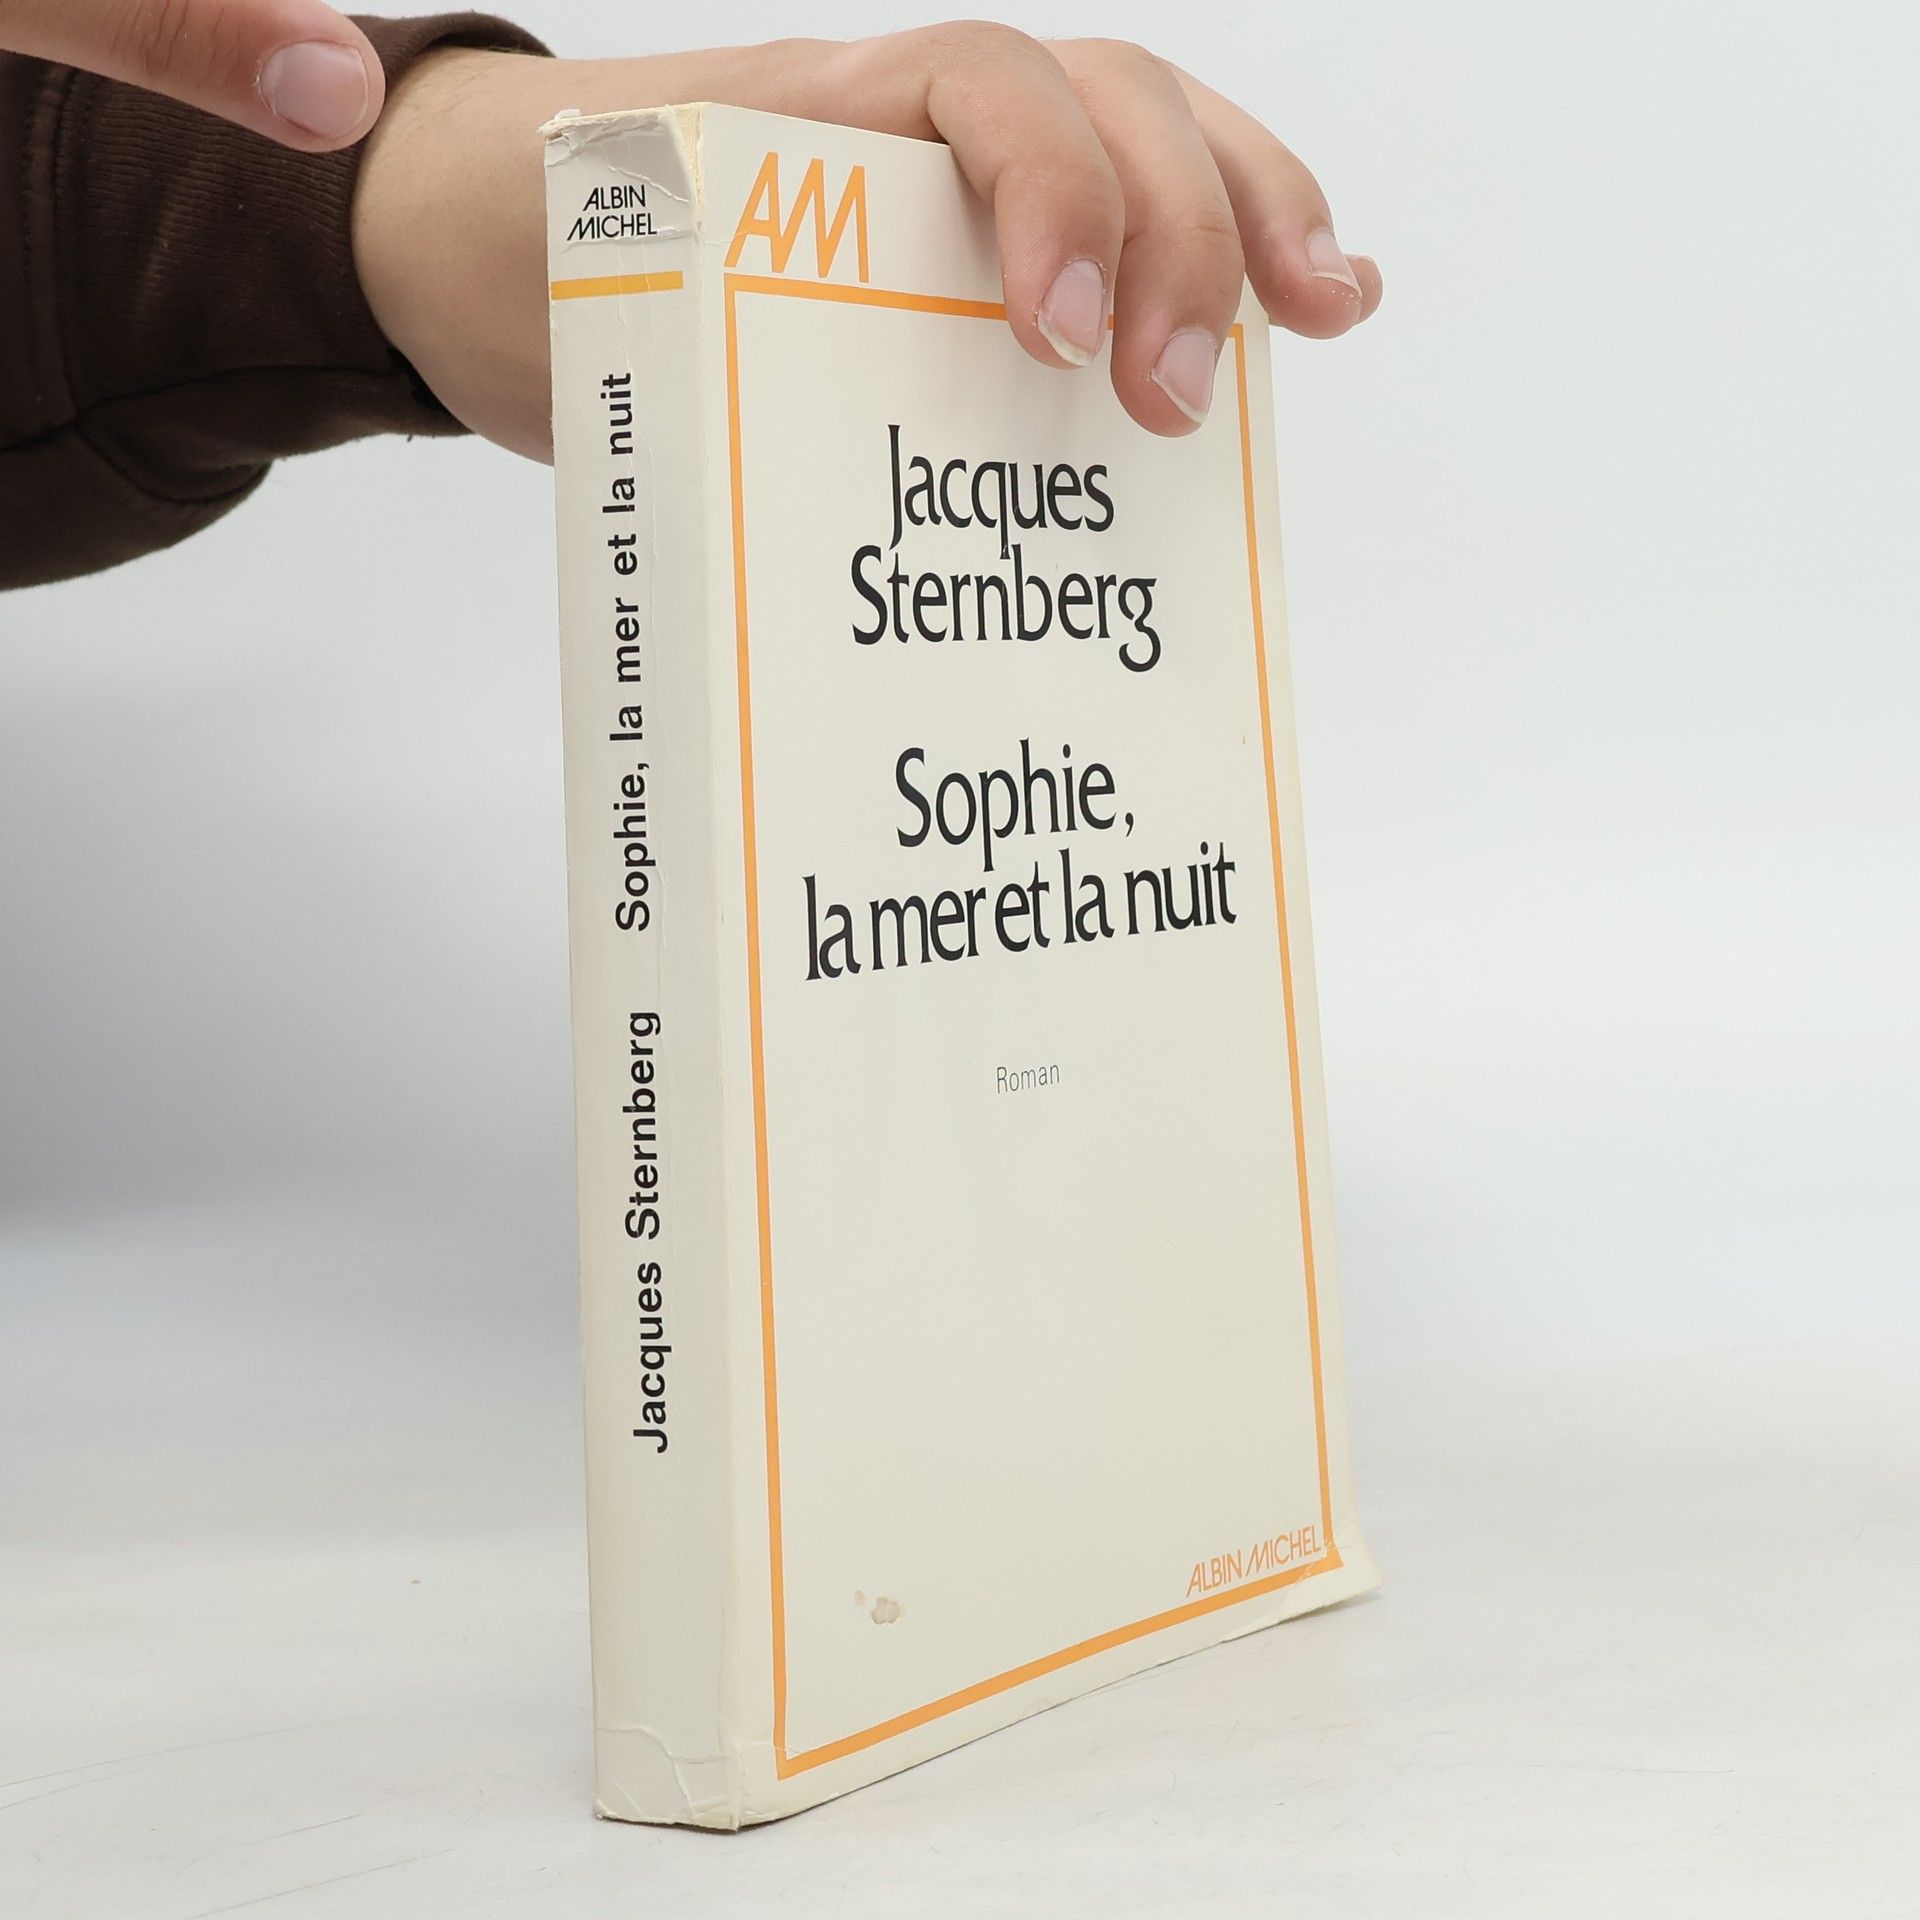 ALBIN
MICHEL
Jacques Sternberg Sophie, la mer et la nuit
AM
Jacques
Sternberg
Sophie,
la mer et la nuit
Roman
ALBIN MICHEL